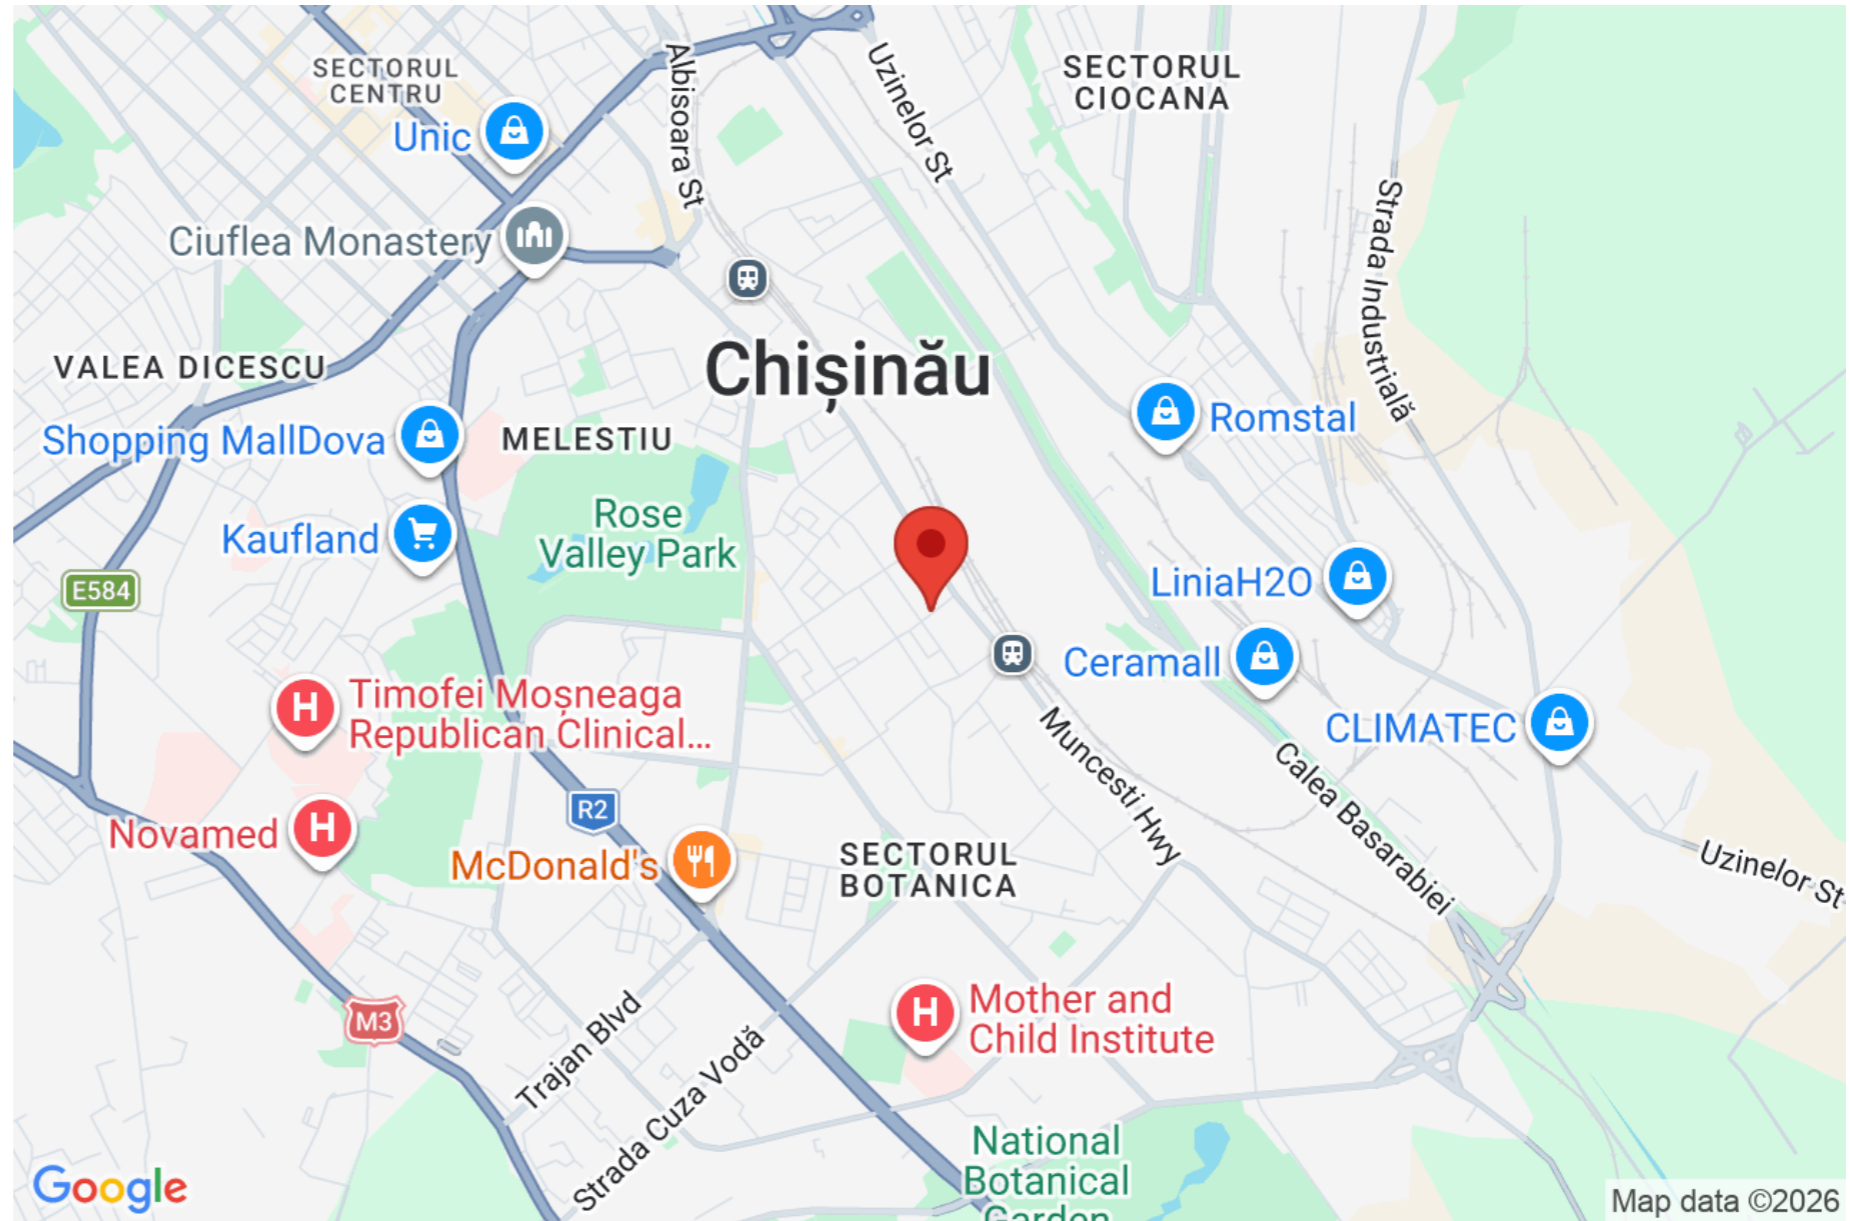 SECTORUL
CENTRU
Unic
Albisoara St
Uzinelor St
SECTORUL
CIOCANA
Ciuflea Monastery
Strada Industrială
VALEA DICESCU
Chișinău
Shopping MallDova
MELESTIU
Romstal
Kaufland
Rose
Valley Park
E584
LiniaH2O
Ceramall
Timofei Moșneaga
Republican Clinical...
CLIMATEC
Muncesti Hwy
Calea Basarabiei
R2
Novamed
McDonald's
SECTORUL
BOTANICA
Uzinelor St
M3
Mother and
Child Institute
Trajan Blvd
Strada Cuza Vodă
National
Botanical
Garden
Google
Map data ©2026